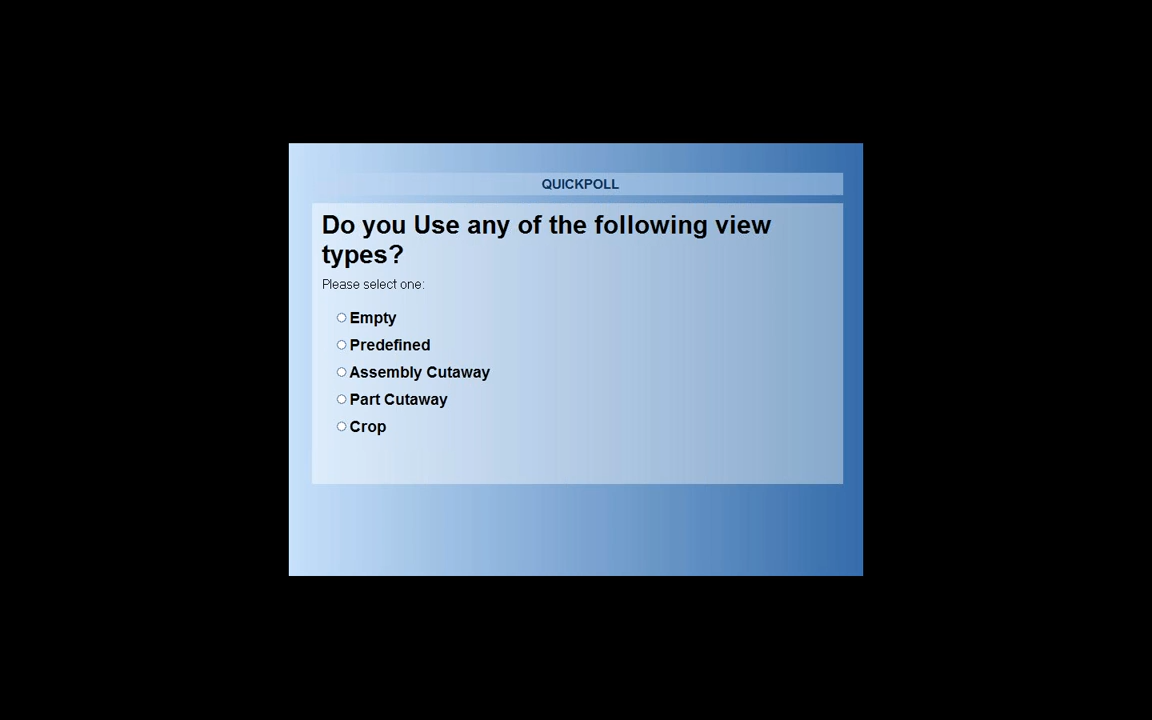 QUICKPOLL
Do you Use any of the following view
types?
Please select one:
Empty
Predefined
Assembly Cutaway
Part Cutaway
Crop